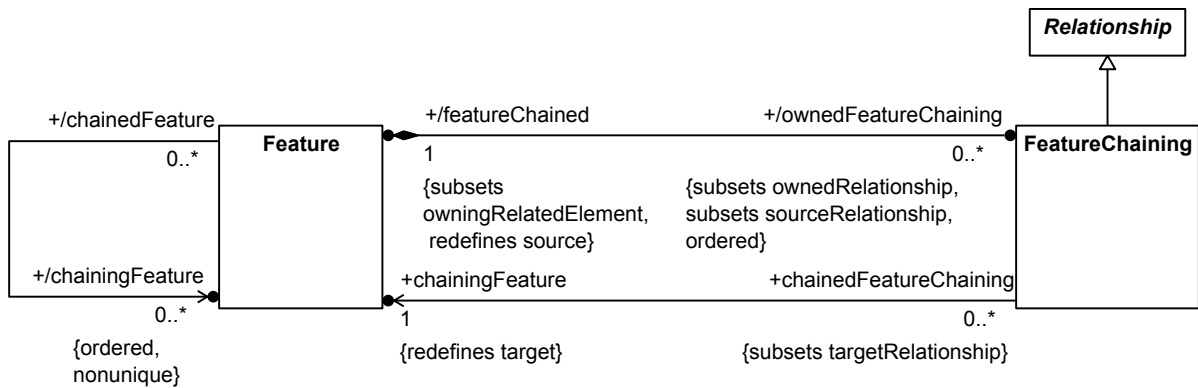 Relationship
+/chainedFeature
+/featureChained
+/ownedFeatureChaining
Feature
FeatureChaining
0..*
1
0..*
{subsets
owningRelatedElement,
redefines source}
{subsets ownedRelationship,
subsets sourceRelationship,
ordered}
+/chainingFeature
+chainingFeature
+chainedFeatureChaining
0..*
1
0..*
{ordered,
nonunique}
{redefines target}
{subsets targetRelationship}